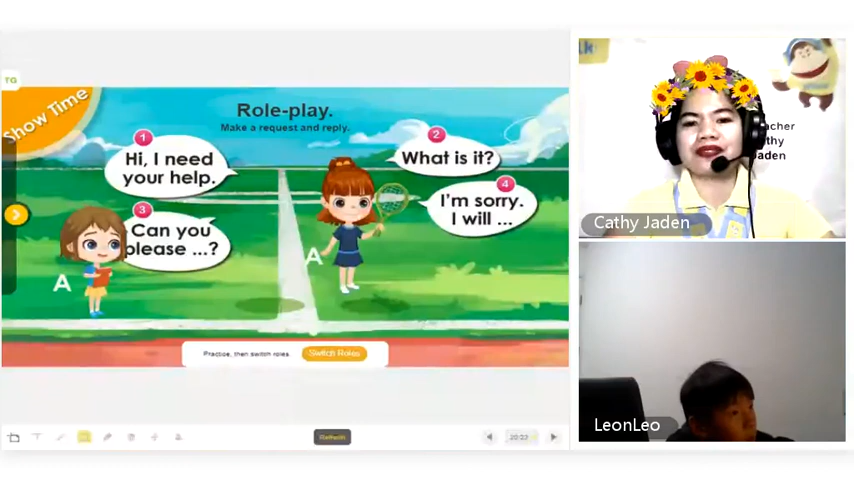 TG
Show Time
Role-play.
Make a request and reply.
1
Hi, I need
your help.
2
What is it?
3
Can you
please ...?
4
I'm sorry.
I will ...
A
A
Practice, then switch roles.
Switch Roles
Refresh
Cathy Jaden
LeonLeo